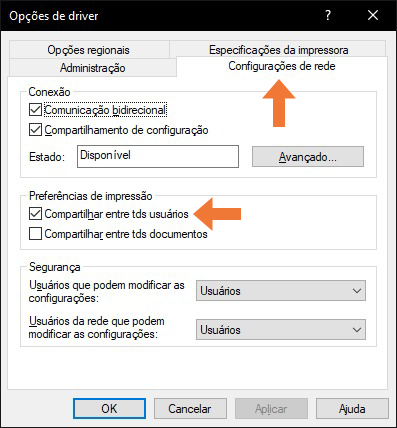 Opções de driver
Opções regionais
Especificações da impressora
Administração
Configurações de rede
Conexão
Comunicação bidirecional
Compartilhamento de configuração
Estado:
Disponível
Avançado...
Preferências de impressão
Compartilhar entre tds usuários
Compartilhar entre tds documentos
Segurança
Usuários que podem modificar as
configurações:
Usuários
Usuários da rede que podem
modificar as configurações:
Usuários
OK
Cancelar
Aplicar
Ajuda